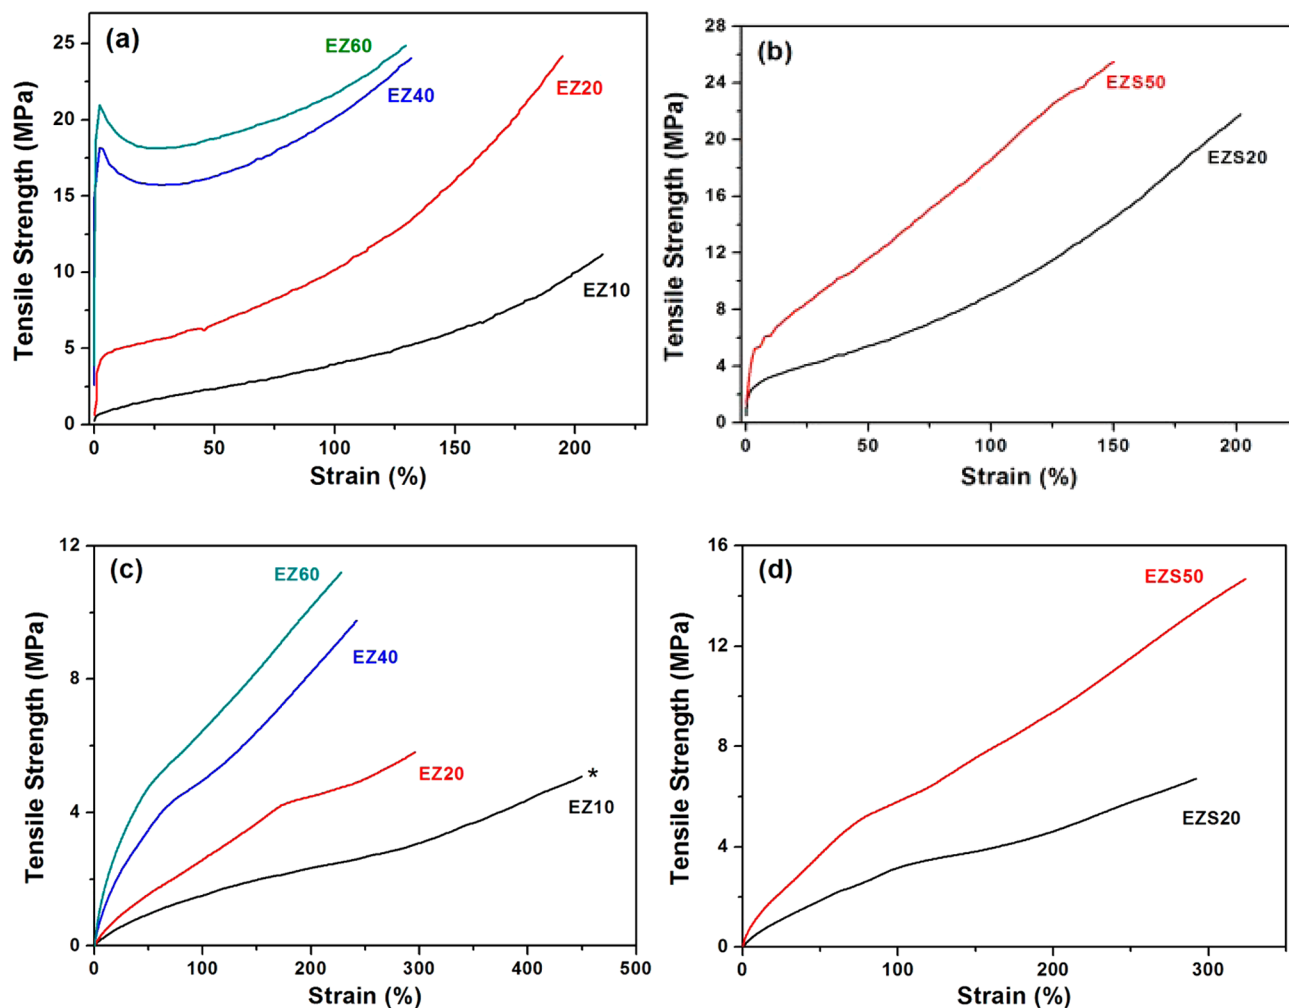 (a)
EZ60
EZ40
EZ20
EZ10
25
20
15
10
5
0
Tensile Strength (MPa)
0 50 100 150 200
Strain (%)
(b)
EZS50
EZS20
28
24
20
16
12
8
4
0
Tensile Strength (MPa)
0 50 100 150 200
Strain (%)
(c)
EZ60
EZ40
EZ20
*
EZ10
12
8
4
0
Tensile Strength (MPa)
0 100 200 300 400 500
Strain (%)
(d)
EZS50
EZS20
16
12
8
4
0
Tensile Strength (MPa)
0 100 200 300
Strain (%)